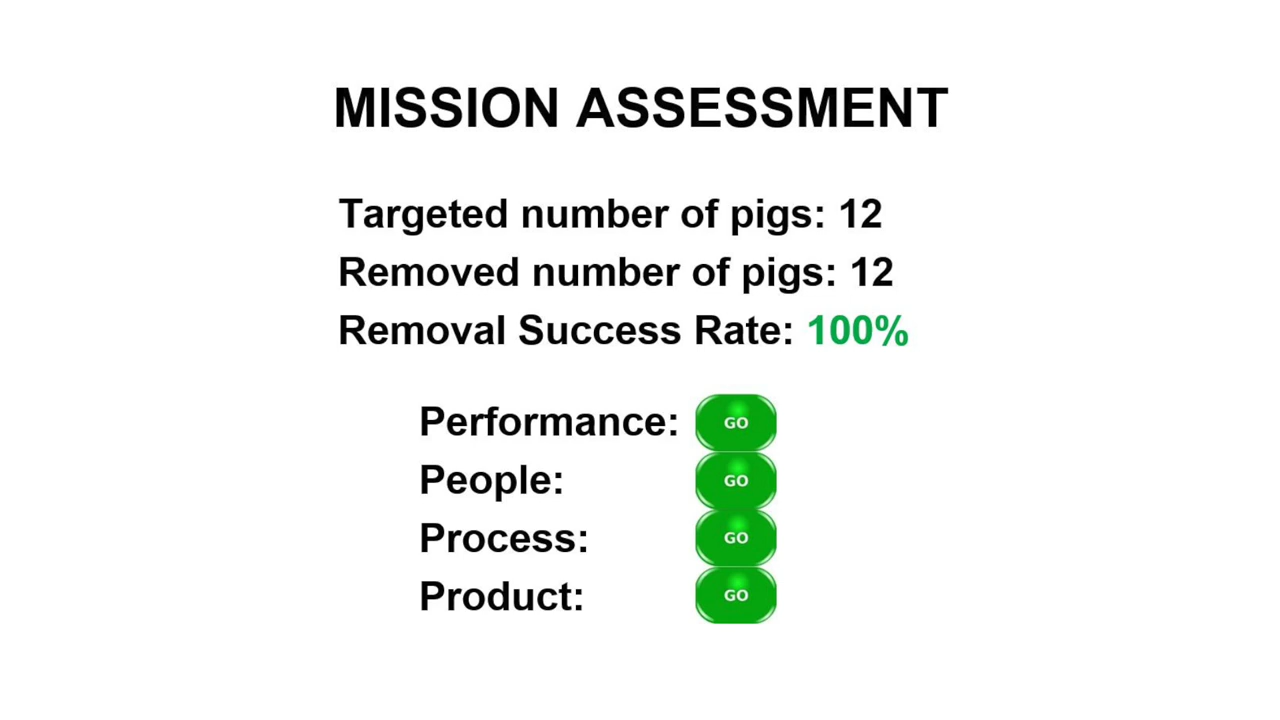 MISSION ASSESSMENT
Targeted number of pigs: 12
Removed number of pigs: 12
Removal Success Rate: 100%
Performance: GO
People: GO
Process: GO
Product: GO